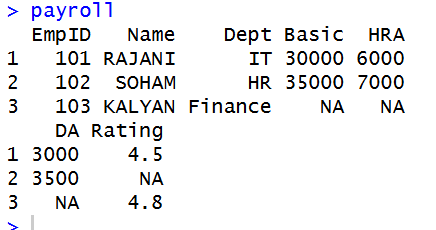 > payroll
  EmpID   Name    Dept Basic  HRA
1   101 RAJANI      IT 30000 6000
2   102  SOHAM      HR 35000 7000
3   103 KALYAN Finance    NA   NA
    DA Rating
1 3000    4.5
2 3500     NA
3   NA    4.8
>